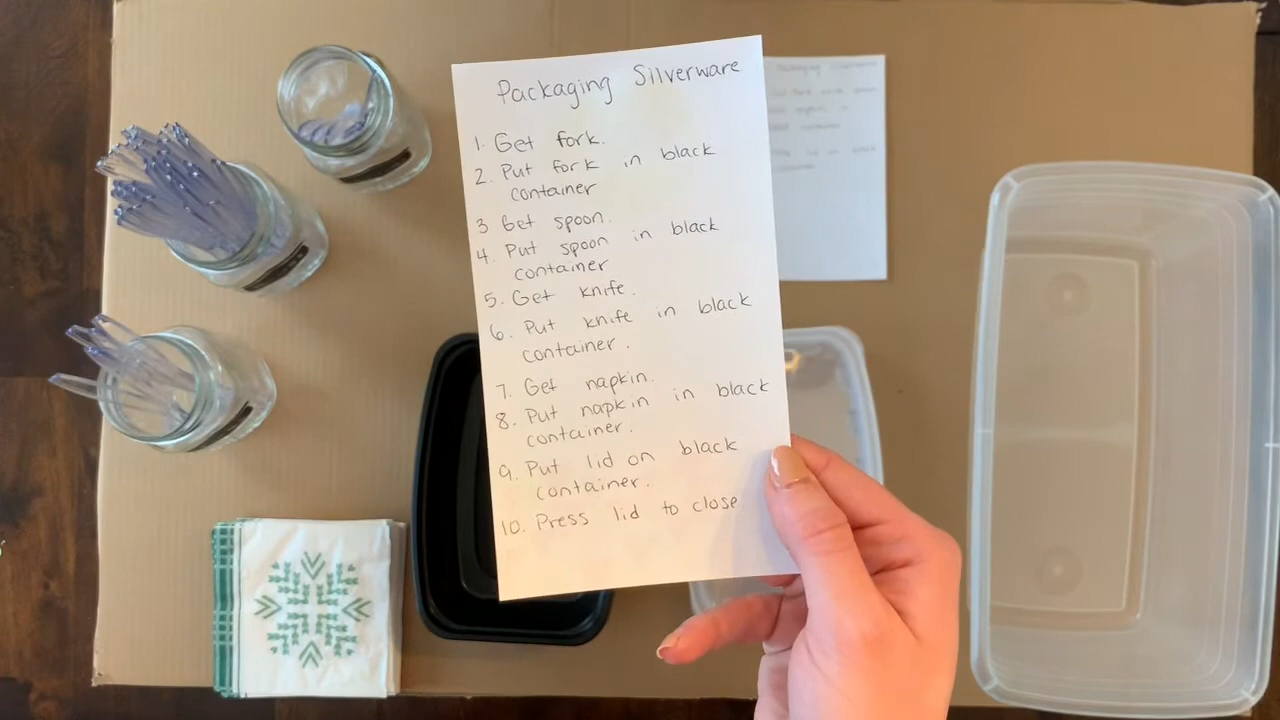 Packaging Silverware
1. Get fork.
2. Put fork in black
container
3 Get spoon.
4. Put spoon in black
container
5. Get knife.
6. Put knife in black
container.
7. Get napkin.
8. Put napkin in black
container.
9. Put lid on black
container.
10. Press lid to close